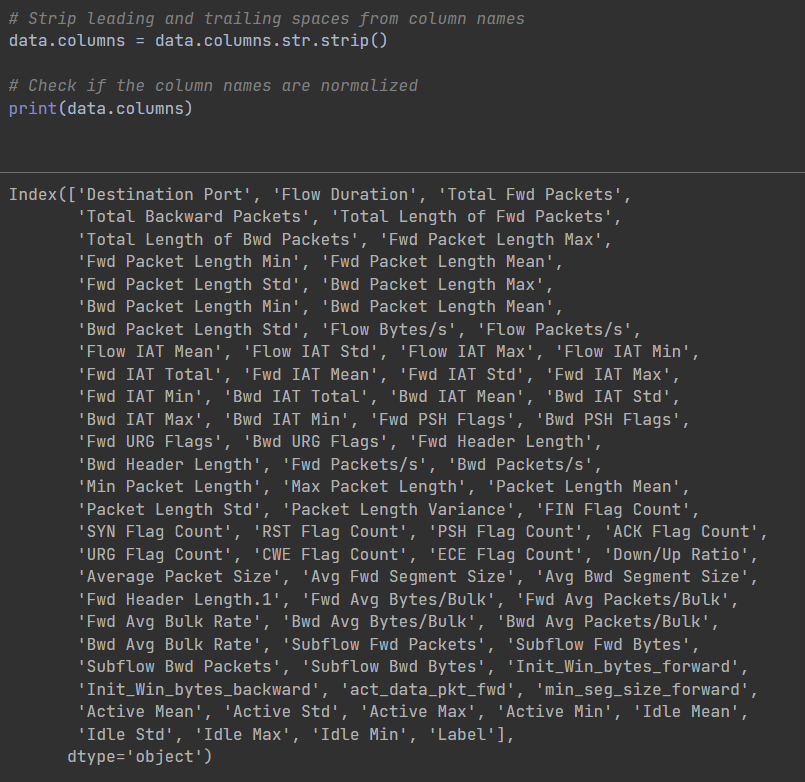 # Strip leading and trailing spaces from column names
data.columns = data.columns.str.strip()
# Check if the column names are normalized
print(data.columns)
Index(['Destination Port', 'Flow Duration', 'Total Fwd Packets',
'Total Backward Packets', 'Total Length of Fwd Packets',
'Total Length of Bwd Packets', 'Fwd Packet Length Max',
'Fwd Packet Length Min', 'Fwd Packet Length Mean',
'Fwd Packet Length Std', 'Bwd Packet Length Max',
'Bwd Packet Length Min', 'Bwd Packet Length Mean',
'Bwd Packet Length Std', 'Flow Bytes/s', 'Flow Packets/s',
'Flow IAT Mean', 'Flow IAT Std', 'Flow IAT Max', 'Flow IAT Min',
'Fwd IAT Total', 'Fwd IAT Mean', 'Fwd IAT Std', 'Fwd IAT Max',
'Fwd IAT Min', 'Bwd IAT Total', 'Bwd IAT Mean', 'Bwd IAT Std',
'Bwd IAT Max', 'Bwd IAT Min', 'Fwd PSH Flags', 'Bwd PSH Flags',
'Fwd URG Flags', 'Bwd URG Flags', 'Fwd Header Length',
'Bwd Header Length', 'Fwd Packets/s', 'Bwd Packets/s',
'Min Packet Length', 'Max Packet Length', 'Packet Length Mean',
'Packet Length Std', 'Packet Length Variance', 'FIN Flag Count',
'SYN Flag Count', 'RST Flag Count', 'PSH Flag Count', 'ACK Flag Count',
'URG Flag Count', 'CWE Flag Count', 'ECE Flag Count', 'Down/Up Ratio',
'Average Packet Size', 'Avg Fwd Segment Size', 'Avg Bwd Segment Size',
'Fwd Header Length.1', 'Fwd Avg Bytes/Bulk', 'Fwd Avg Packets/Bulk',
'Fwd Avg Bulk Rate', 'Bwd Avg Bytes/Bulk', 'Bwd Avg Packets/Bulk',
'Bwd Avg Bulk Rate', 'Subflow Fwd Packets', 'Subflow Fwd Bytes',
'Subflow Bwd Packets', 'Subflow Bwd Bytes', 'Init_Win_bytes_forward',
'Init_Win_bytes_backward', 'act_data_pkt_fwd', 'min_seg_size_forward',
'Active Mean', 'Active Std', 'Active Max', 'Active Min', 'Idle Mean',
'Idle Std', 'Idle Max', 'Idle Min', 'Label'],
dtype='object')